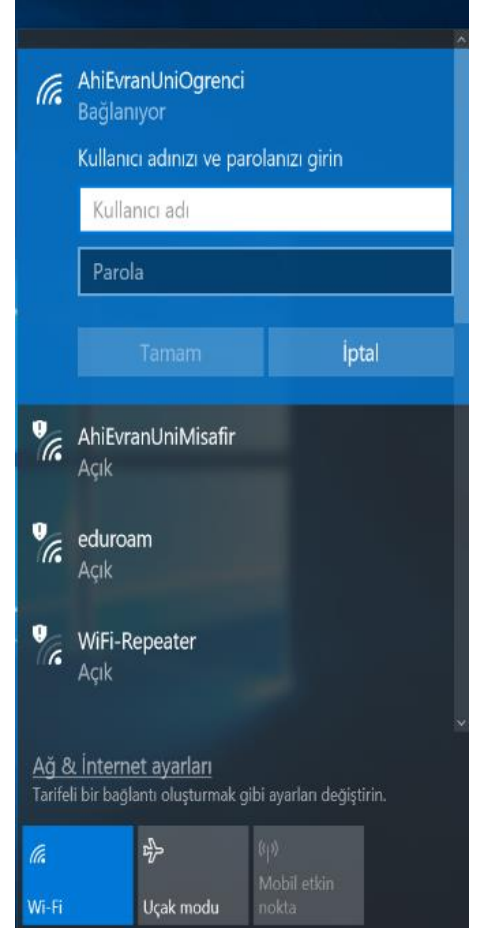 AhiEvranUniOgrenci
Bağlanıyor
Kullanıcı adınızı ve parolanızı girin
Kullanıcı adı
Parola
Tamam
İptal
AhiEvranUniMisafir
Açık
eduroam
Açık
WiFi-Repeater
Açık
Ağ & İnternet ayarları
Tarifeli bir bağlantı oluşturmak gibi ayarları değiştirin.
Wi-Fi
Uçak modu
Mobil etkin
nokta